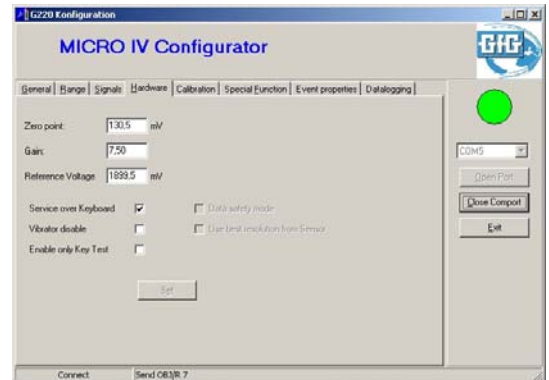 G220 Konfiguration
MICRO IV Configurator
GfG
General Range Signals Hardware Calibration Special Function Event properties Datalogging
Zero point: 130,5 mV
Gain: 7,50
Reference Voltage 1899,5 mV
Service over Keyboard Data safety mode
Vibrator disable Use best resolution from Sensor
Enable only Key Test
Set
COM5
Open Port
Close Comport
Exit
Connect Send OBJ/R 7